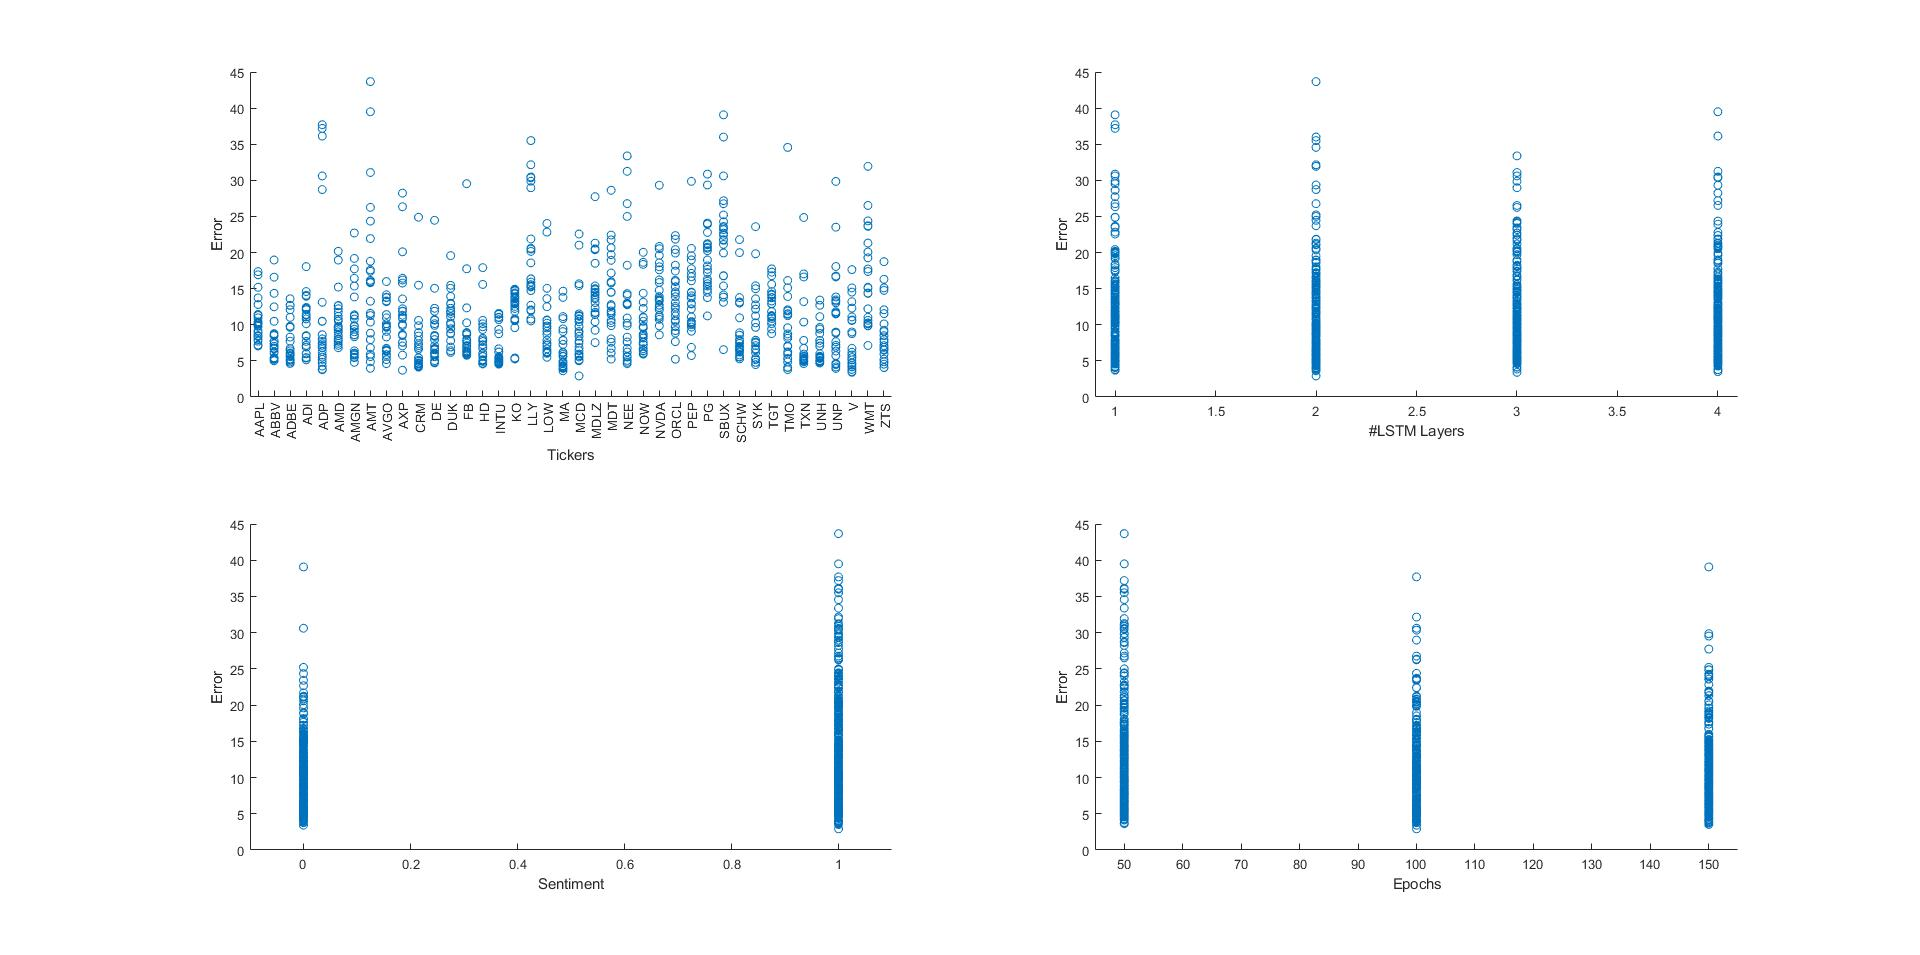 45
40
35
30
25
20
15
10
5
0
Error
AAPL
ABBV
ADBE
ADI
ADP
AMD
AMGN
AMT
AVGO
AXP
CRM
DE
DUK
FB
HD
INTU
KO
LLY
LOW
MA
MCD
MDLZ
MDT
NEE
NOW
NVDA
ORCL
PEP
PG
SBUX
SCHW
SYK
TGT
TMO
TXN
UNH
UNP
V
WMT
ZTS
Tickers
45
40
35
30
25
20
15
10
5
0
Error
1 1.5 2 2.5 3 3.5 4
#LSTM Layers
45
40
35
30
25
20
15
10
5
0
Error
0 0.2 0.4 0.6 0.8 1
Sentiment
45
40
35
30
25
20
15
10
5
0
Error
50 60 70 80 90 100 110 120 130 140 150
Epochs